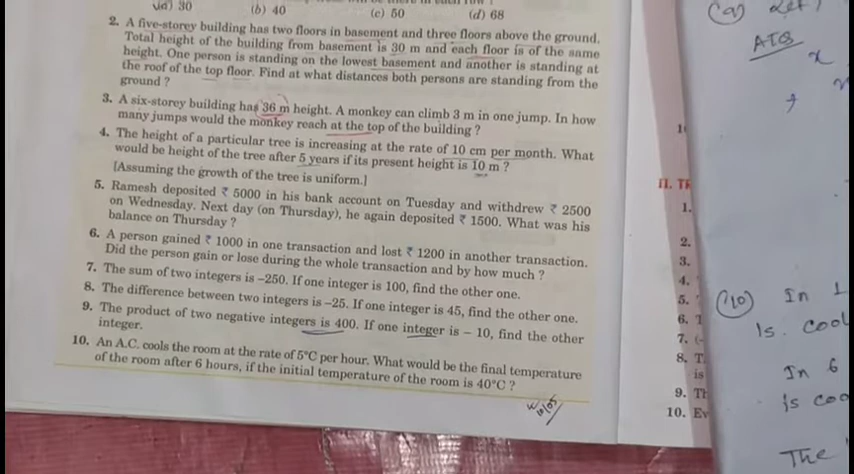 (a) 30 (b) 40 (c) 50 (d) 68
2. A five-storey building has two floors in basement and three floors above the ground.
Total height of the building from basement is 30 m and each floor is of the same
height. One person is standing on the lowest basement and another is standing at
the roof of the top floor. Find at what distances both persons are standing from the
ground ?
3. A six-storey building has 36 m height. A monkey can climb 3 m in one jump. In how
many jumps would the monkey reach at the top of the building ?
4. The height of a particular tree is increasing at the rate of 10 cm per month. What
would be height of the tree after 5 years if its present height is 10 m ?
[Assuming the growth of the tree is uniform.]
5. Ramesh deposited ₹ 5000 in his bank account on Tuesday and withdrew ₹ 2500
on Wednesday. Next day (on Thursday), he again deposited ₹ 1500. What was his
balance on Thursday ?
6. A person gained ₹ 1000 in one transaction and lost ₹ 1200 in another transaction.
Did the person gain or lose during the whole transaction and by how much ?
7. The sum of two integers is –250. If one integer is 100, find the other one.
8. The difference between two integers is –25. If one integer is 45, find the other one.
9. The product of two negative integers is 400. If one integer is – 10, find the other
integer.
10. An A.C. cools the room at the rate of 5°C per hour. What would be the final temperature
of the room after 6 hours, if the initial temperature of the room is 40°C ?
II. TR
1.
2.
3.
4.
5.
6.
7. (–
8. T
is
9. Th
10. Ev
(9) Let
ATQ
x
(10) In 1
is cool
In 6
is coo
The